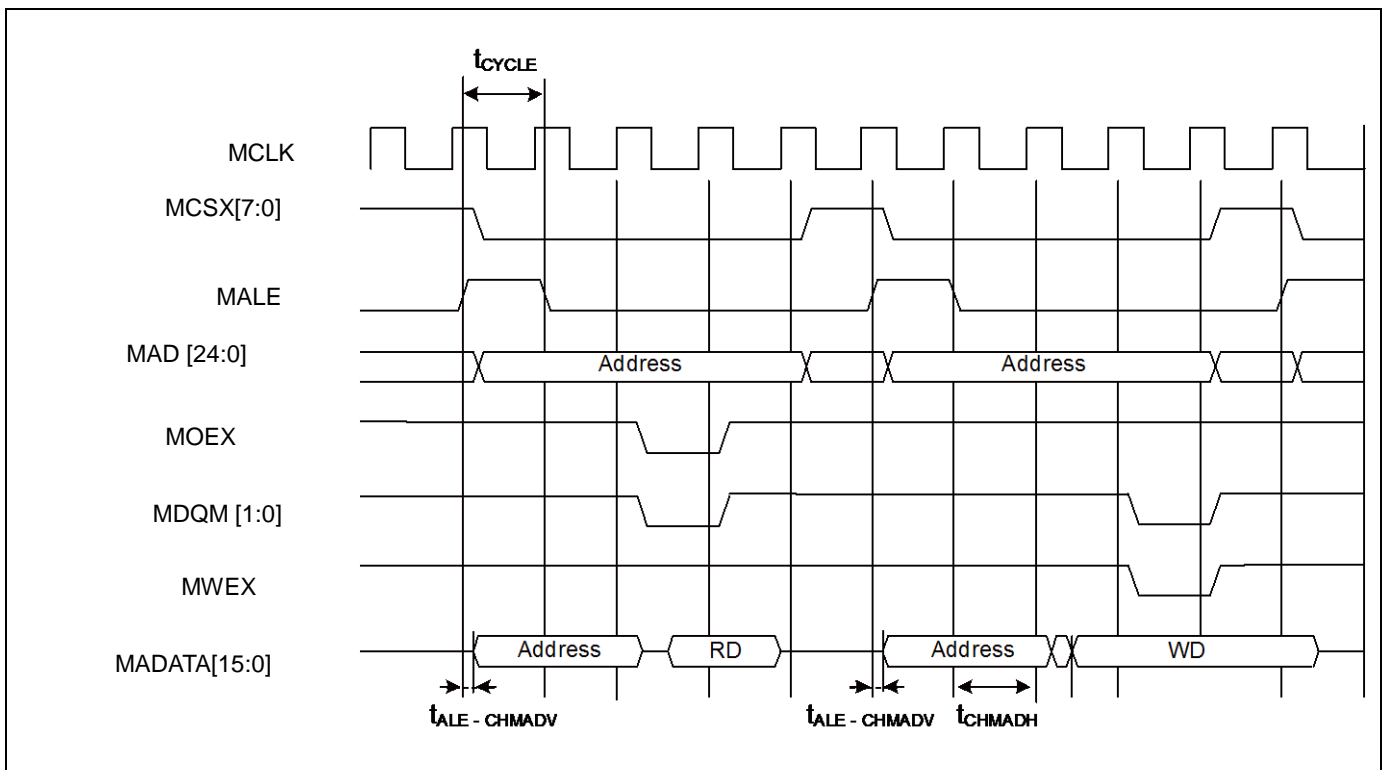 tCYCLE
MCLK
MCSX[7:0]
MALE
MAD [24:0]
Address
Address
MOEX
MDQM [1:0]
MWEX
MADATA[15:0]
Address
RD
Address
WD
tALE - CHMADV
tALE - CHMADV
tCHMADH